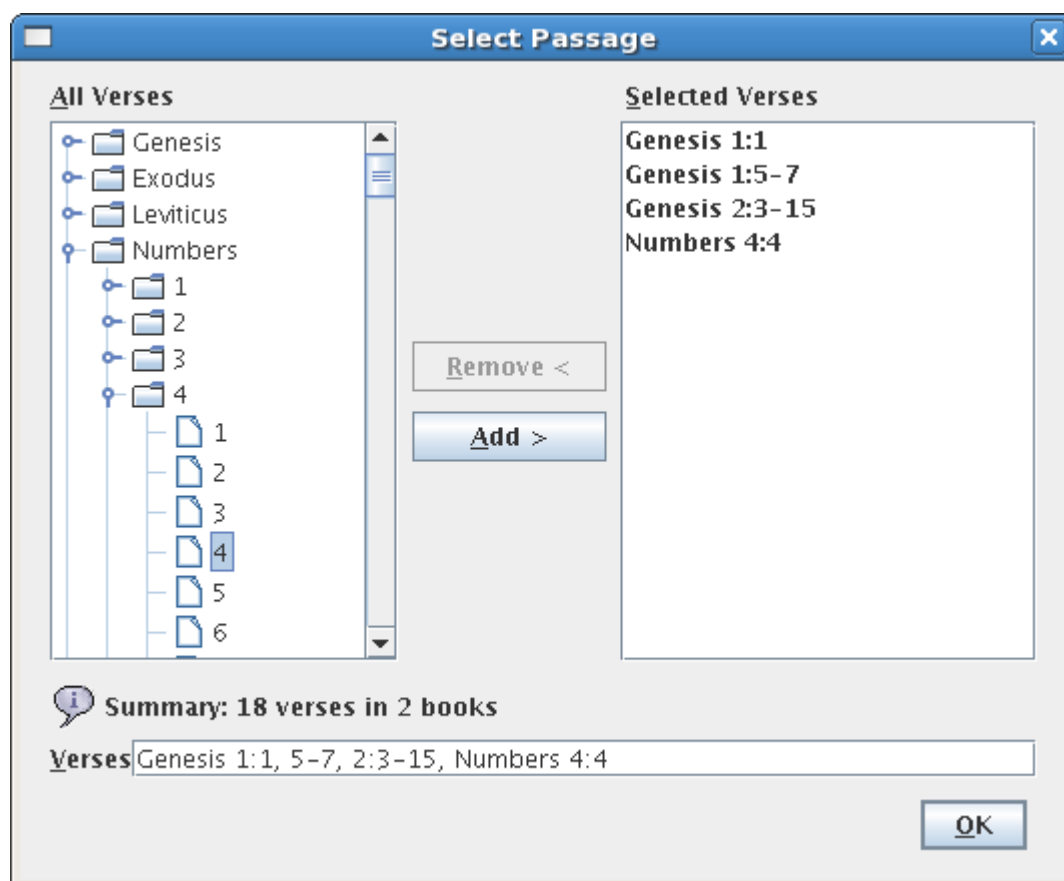 Select Passage
All Verses
Genesis
Exodus
Leviticus
Numbers
1
2
3
4
1
2
3
4
5
6
Remove <
Add >
Selected Verses
Genesis 1:1
Genesis 1:5-7
Genesis 2:3-15
Numbers 4:4
Summary: 18 verses in 2 books
Verses Genesis 1:1, 5-7, 2:3-15, Numbers 4:4
OK